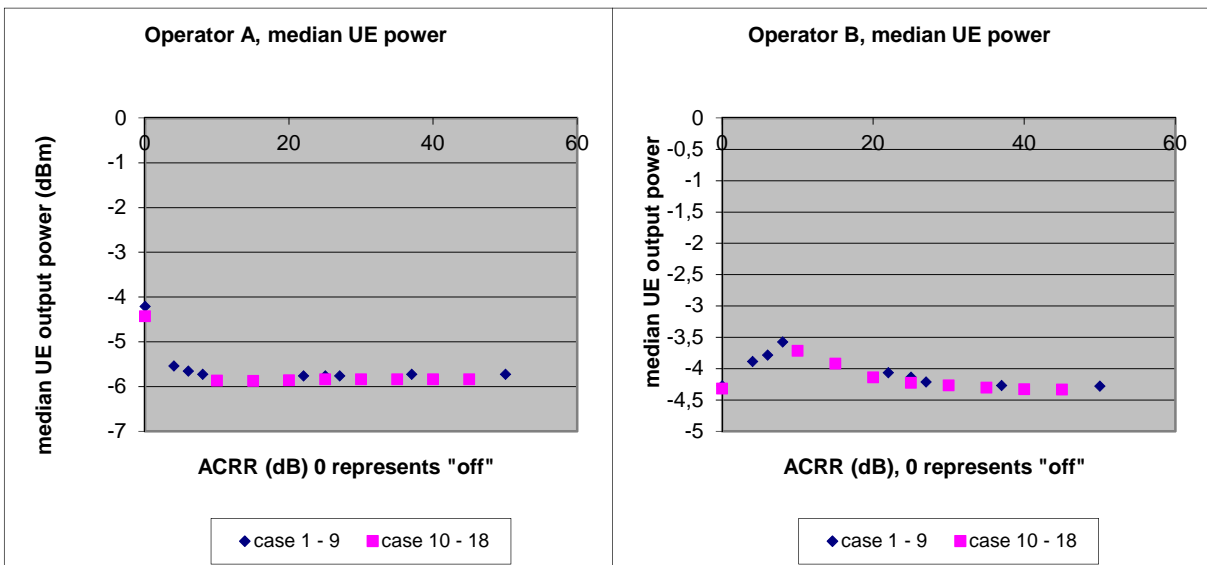 Operator A, median UE power
median UE output power (dBm)
0
-1
-2
-3
-4
-5
-6
-7
0
20
40
60
ACRR (dB) 0 represents "off"
case 1 - 9
case 10 - 18
Operator B, median UE power
median UE output power
0
-0,5
-1
-1,5
-2
-2,5
-3
-3,5
-4
-4,5
-5
0
20
40
60
ACRR (dB), 0 represents "off"
case 1 - 9
case 10 - 18